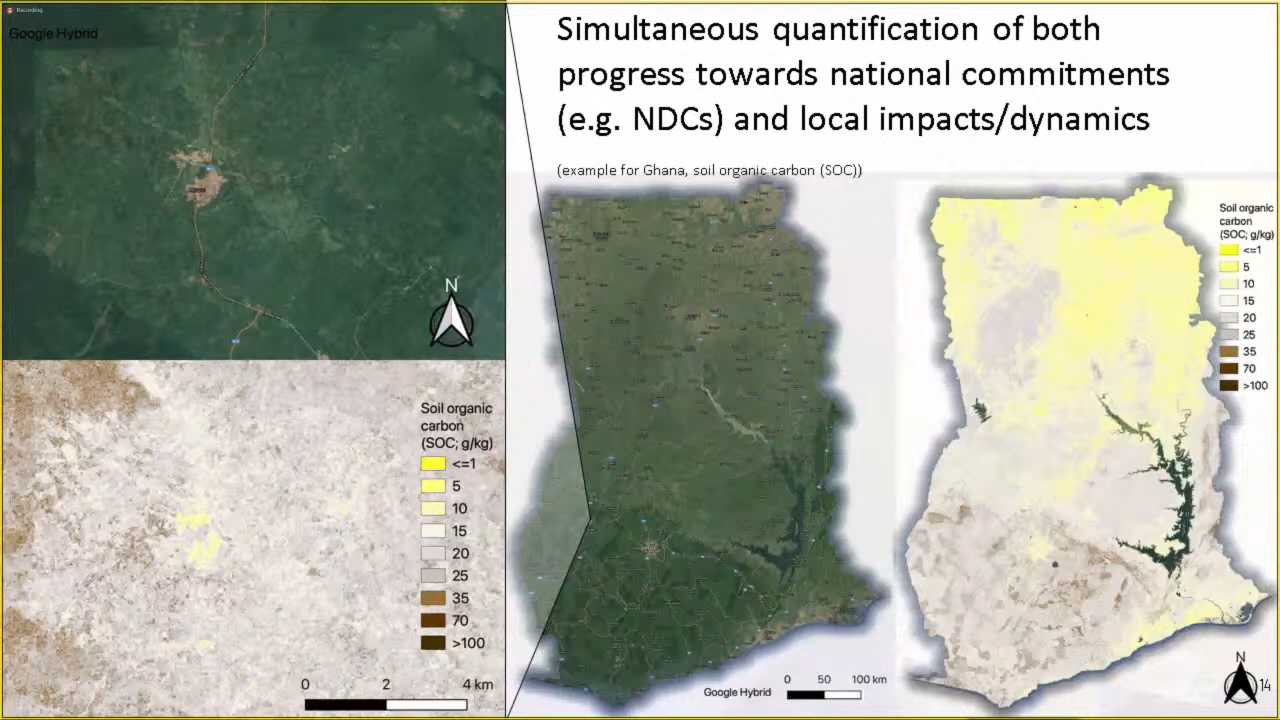 Recording
Google Hybrid
N
Soil organic
carbon
(SOC; g/kg)
<=1
5
10
15
20
25
35
70
>100
0 2 4 km
Simultaneous quantification of both
progress towards national commitments
(e.g. NDCs) and local impacts/dynamics
(example for Ghana, soil organic carbon (SOC))
Google Hybrid
0 50 100 km
Soil organic
carbon
(SOC; g/kg)
<=1
5
10
15
20
25
35
70
>100
N
14